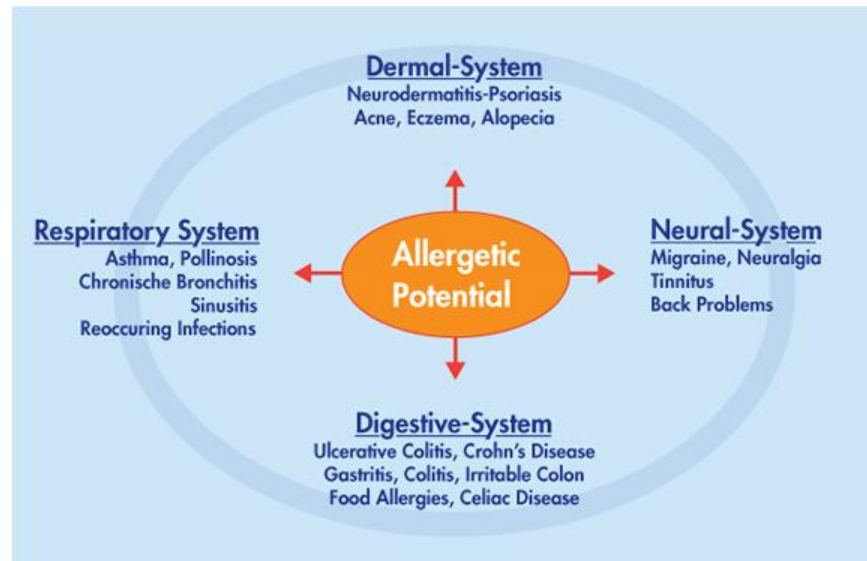 Dermal-System
Neurodermatitis-Psoriasis
Acne, Eczema, Alopecia
Respiratory System
Asthma, Pollinosis
Chronische Bronchitis
Sinusitis
Reoccuring Infections
Allergetic
Potential
Neural-System
Migraine, Neuralgia
Tinnitus
Back Problems
Digestive-System
Ulcerative Colitis, Crohn's Disease
Gastritis, Colitis, Irritable Colon
Food Allergies, Celiac Disease